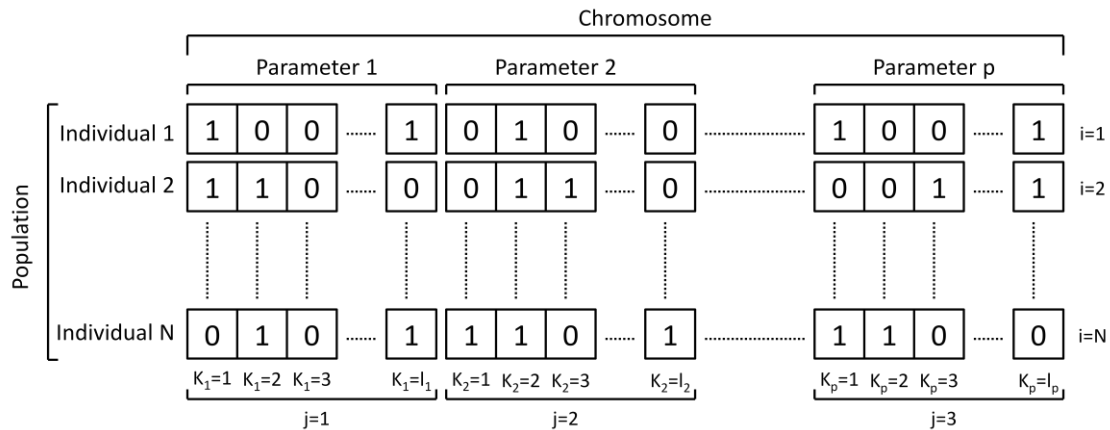 Chromosome
Parameter 1 Parameter 2 Parameter p
Population
Individual 1 1 0 0 ...... 1 0 1 0 ...... 0 ...................... 1 0 0 ...... 1 i=1
Individual 2 1 1 0 ...... 0 0 1 1 ...... 0 0 0 1 ...... 1 i=2
Individual N 0 1 0 ...... 1 1 1 0 ...... 1 ...................... 1 1 0 ...... 0 i=N
K₁=1 K₁=2 K₁=3 K₁=l₁ K₂=1 K₂=2 K₂=3 K₂=l₂ Kₚ=1 Kₚ=2 Kₚ=3 Kₚ=lₚ
j=1 j=2 j=3